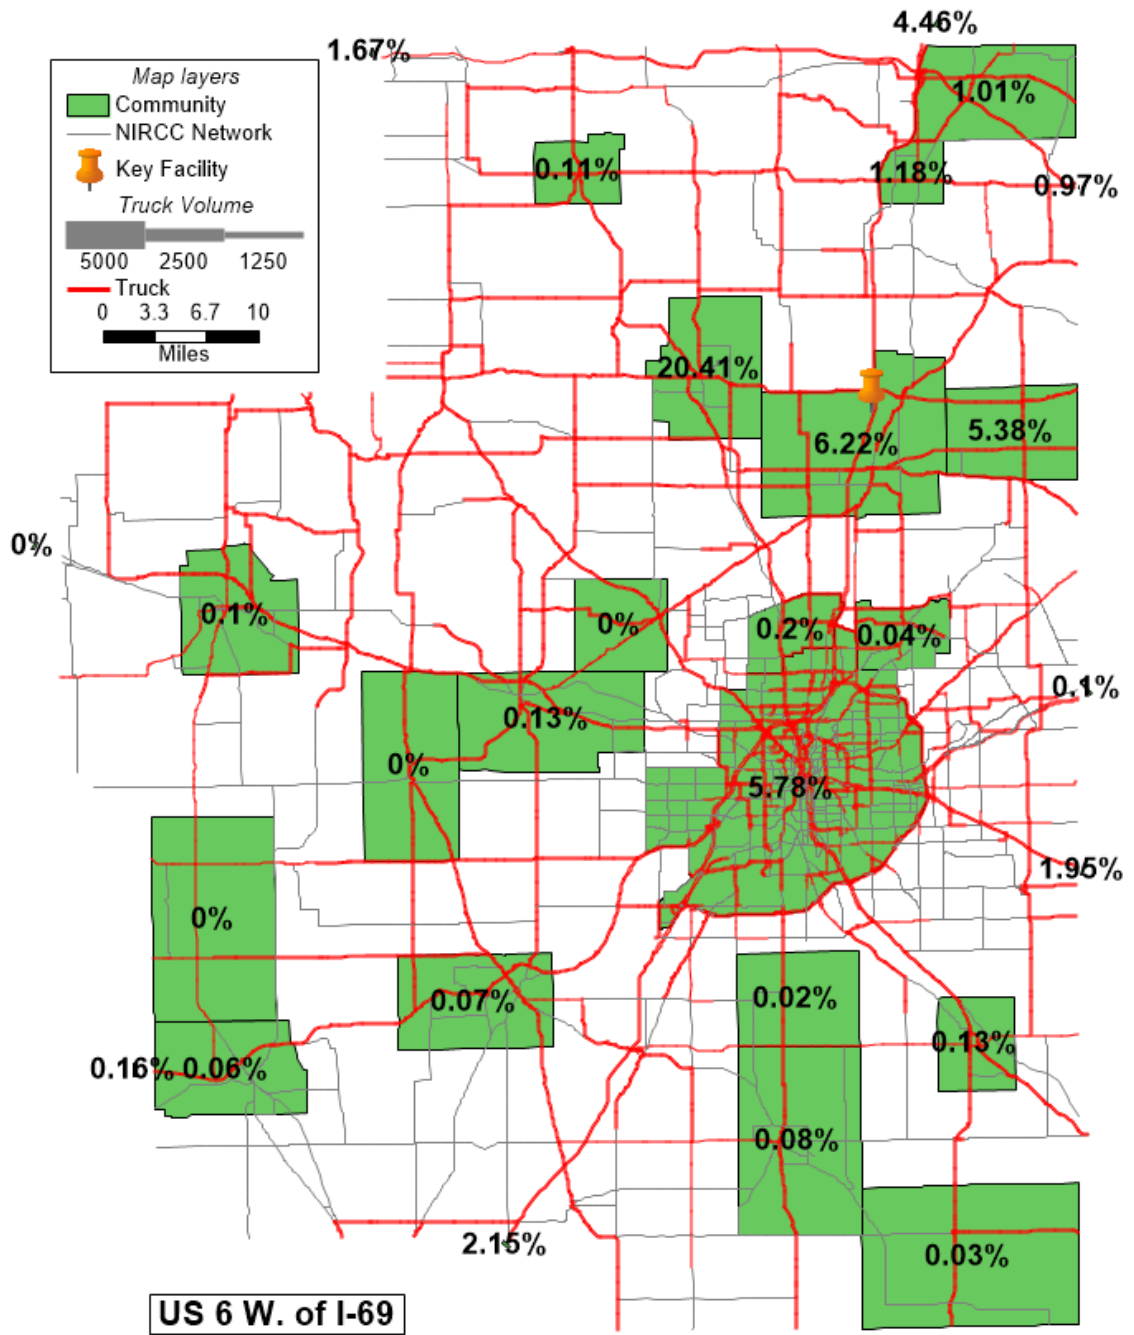 4.46%
1.67%
Map layers
Community
NIRCC Network
Key Facility
Truck Volume
5000 2500 1250
Truck
0 3.3 6.7 10
Miles
1.01%
0.11%
1.18%
0.97%
20.41%
6.22%
5.38%
0%
0.1%
0%
0.2%
0.04%
0.1%
0.13%
0%
5.78%
1.95%
0%
0.07%
0.02%
0.13%
0.16%
0.06%
0.08%
2.15%
0.03%
US 6 W. of I-69